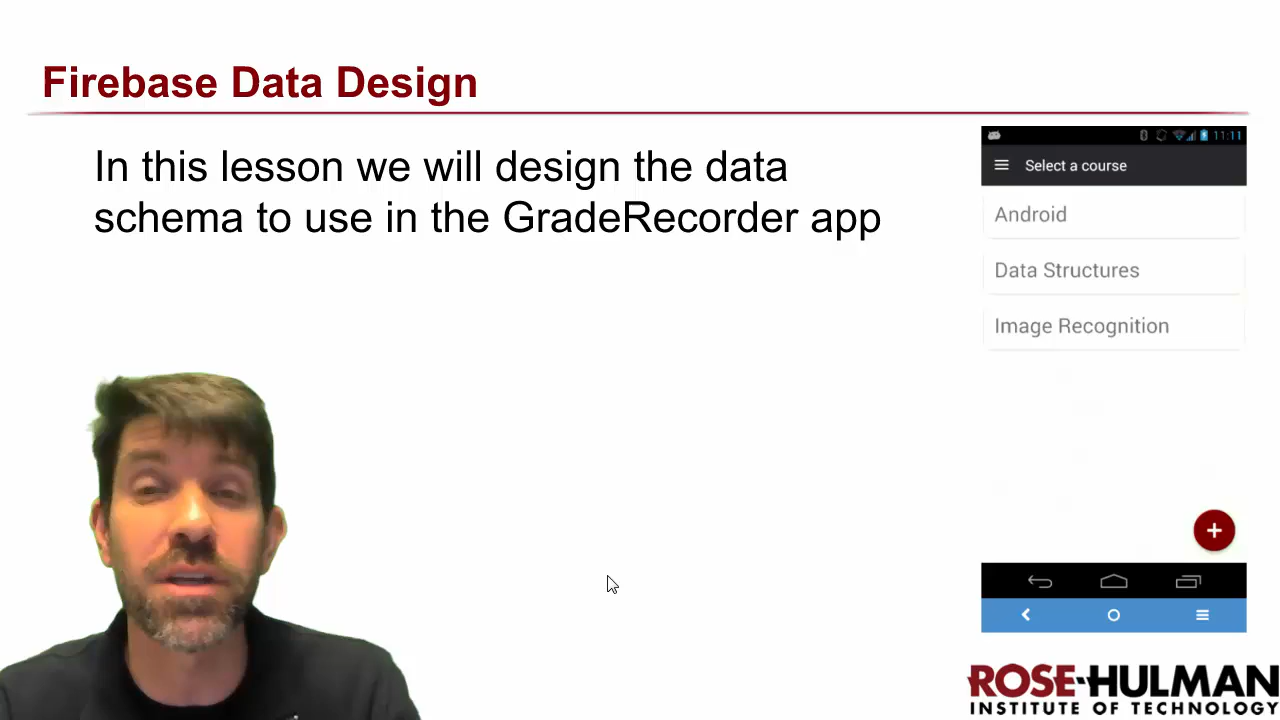 Firebase Data Design
In this lesson we will design the data
schema to use in the GradeRecorder app
11:11
Select a course
Android
Data Structures
Image Recognition
ROSE-HULMAN
INSTITUTE OF TECHNOLOGY